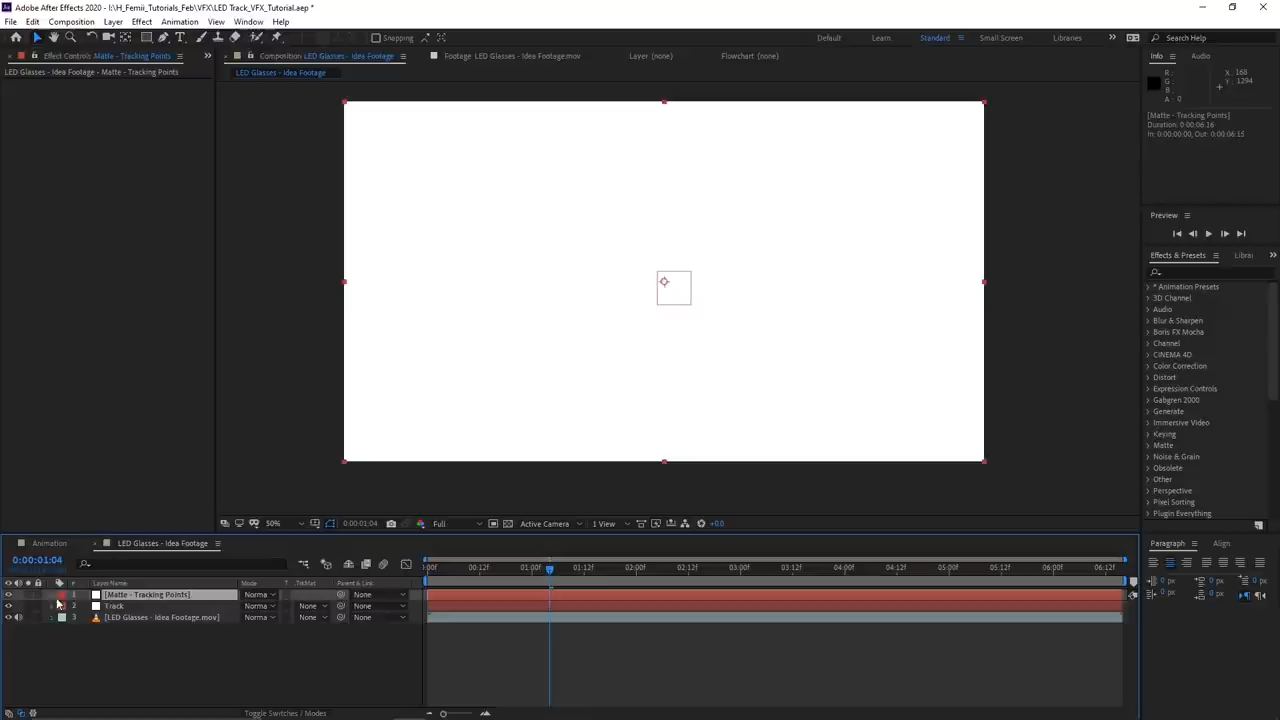 Adobe After Effects 2020 - I:\H_Femii_Tutorials_Feb\VFX\LED Track_VFX_Tutorial.aep *
File Edit Composition Layer Effect Animation View Window Help
Snapping Default Learn Standard Small Screen Libraries Search Help
Effect Controls Matte - Tracking Points Composition LED Glasses - Idea Footage Footage LED Glasses - Idea Footage.mov Layer (none) Flowchart (none) Info Audio
LED Glasses - Idea Footage - Matte - Tracking Points LED Glasses - Idea Footage
R : X : 168
G : Y : 1294
B :
A : 0
[Matte - Tracking Points]
Duration: 0:00:06:16
In: 0:00:00:00, Out: 0:00:06:15
Preview
Effects & Presets Librai
* Animation Presets
3D Channel
Audio
Blur & Sharpen
Boris FX Mocha
Channel
CINEMA 4D
Color Correction
Distort
Expression Controls
Gabgren 2000
Generate
Immersive Video
Keying
Matte
Noise & Grain
Obsolete
Other
Perspective
Pixel Sorting
Plugin Everything
50% 0:00:01:04 Full Active Camera 1 View +0.0
Animation LED Glasses - Idea Footage Paragraph Align
0:00:01:04
:00f 00:12f 01:00f 01:12f 02:00f 02:12f 03:00f 03:12f 04:00f 04:12f 05:00f 05:12f 06:00f 06:12f
# Layer Name Mode T TrkMat Parent & Link
1 [Matte - Tracking Points] Norma None
2 Track Norma None None
3 [LED Glasses - Idea Footage.mov] Norma None None
0 px 0 px 0 px
0 px 0 px
Toggle Switches / Modes